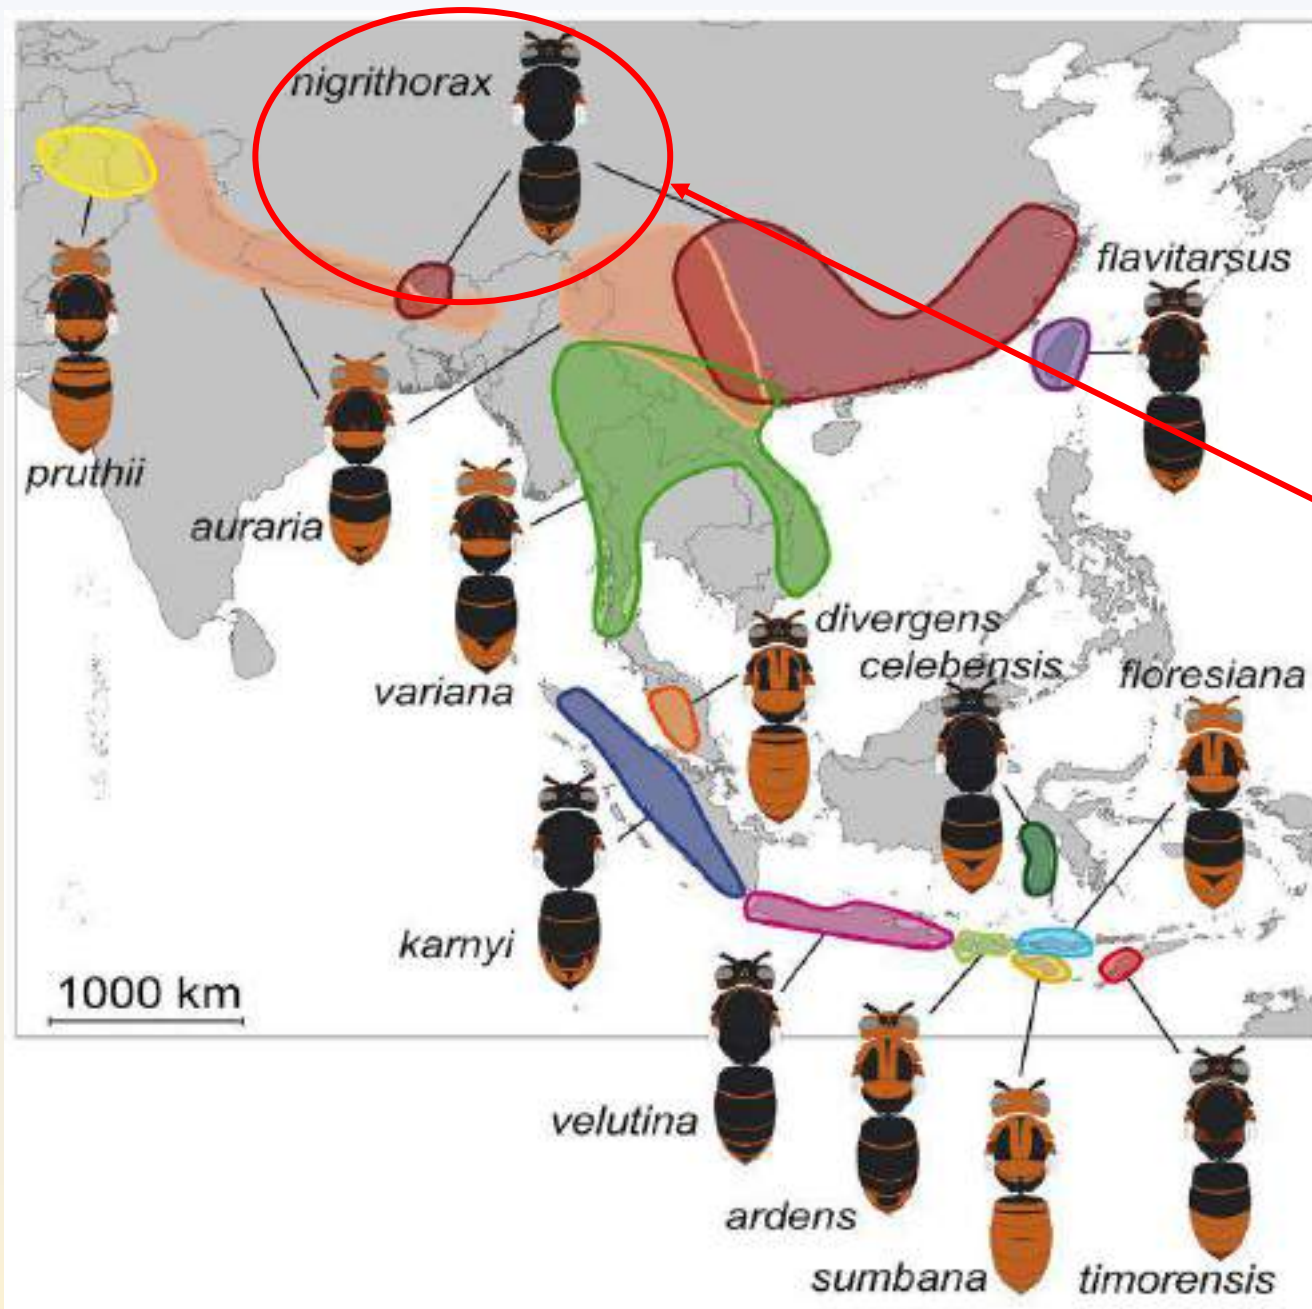 nigrithorax
flavitarsus
pruthii
auraria
variana
divergens
celebensis
floresiana
karnyi
1000 km
velutina
ardens
sumbana
timorensis